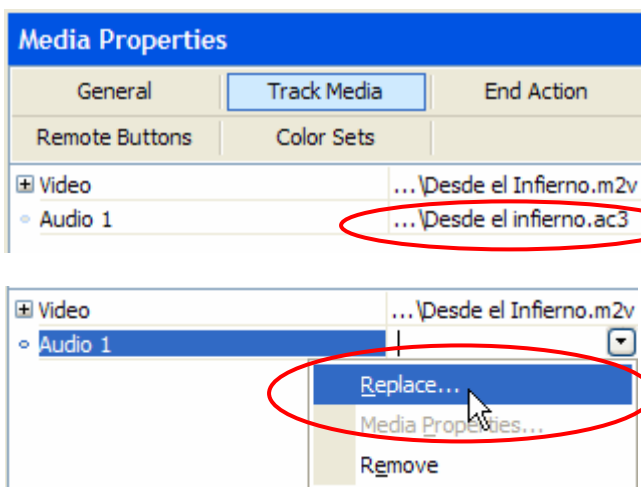 Media Properties
General Track Media End Action
Remote Buttons Color Sets
Video ...\Desde el Infierno.m2v
Audio 1 ...\Desde el infierno.ac3
Video ...\Desde el Infierno.m2v
Audio 1
Replace...
Media Properties...
Remove